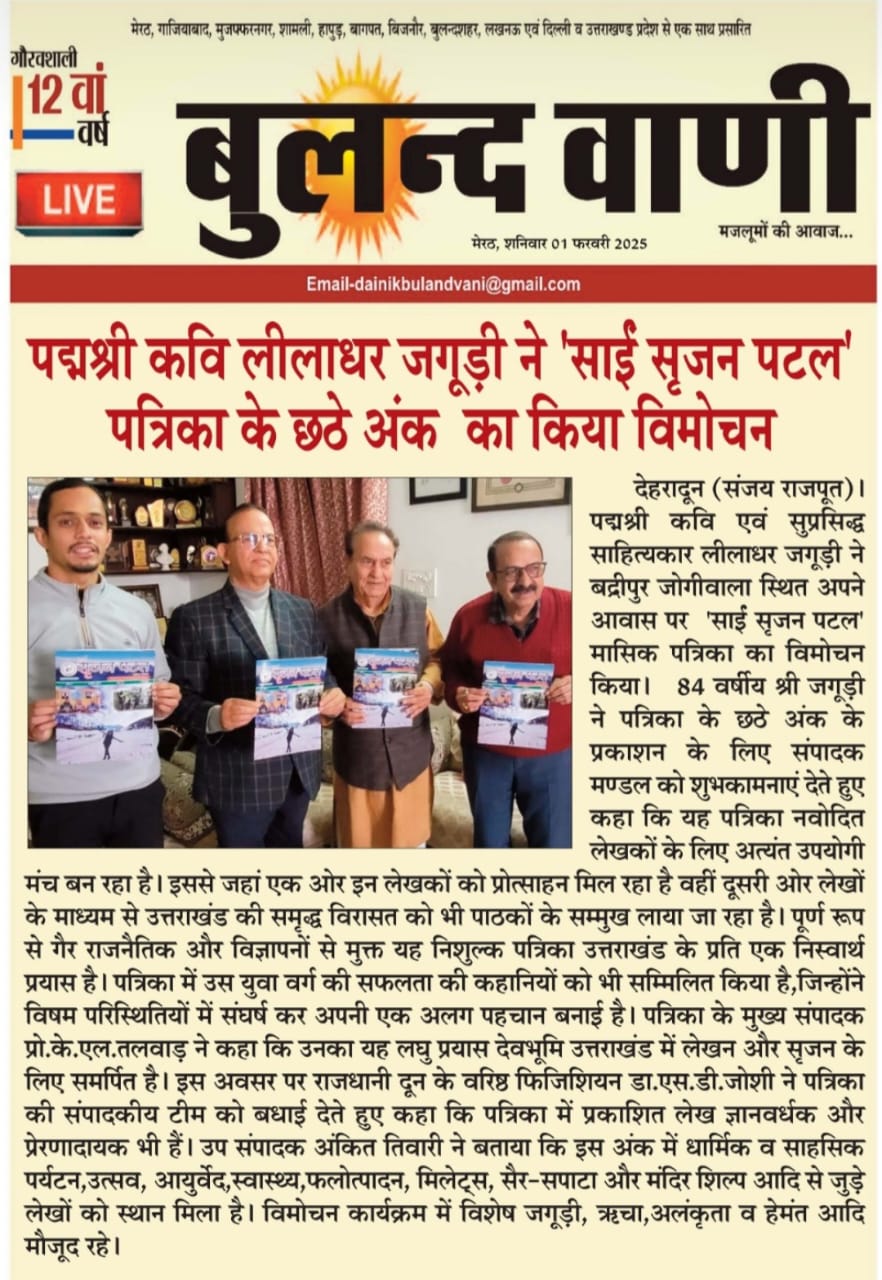 मेरठ, गाजियाबाद, मुजफ्फरनगर, शामली, हापुड़, बागपत, बिजनौर, बुलन्दशहर, लखनऊ एवं दिल्ली व उत्तराखण्ड प्रदेश से एक साथ प्रसारित
गौरवशाली
12 वां
वर्ष
LIVE
बुलन्द वाणी
मेरठ, शनिवार 01 फरवरी 2025
मजलूमों की आवाज...
Email-dainikbulandvani@gmail.com
पद्मश्री कवि लीलाधर जगूड़ी ने 'साईं सृजन पटल'
पत्रिका के छठे अंक का किया विमोचन
देहरादून (संजय राजपूत)।
पद्मश्री कवि एवं सुप्रसिद्ध
साहित्यकार लीलाधर जगूड़ी ने
बद्रीपुर जोगीवाला स्थित अपने
आवास पर 'साईं सृजन पटल'
मासिक पत्रिका का विमोचन
किया। 84 वर्षीय श्री जगूड़ी
ने पत्रिका के छठे अंक के
प्रकाशन के लिए संपादक
मण्डल को शुभकामनाएं देते हुए
कहा कि यह पत्रिका नवोदित
लेखकों के लिए अत्यंत उपयोगी
मंच बन रहा है। इससे जहां एक ओर इन लेखकों को प्रोत्साहन मिल रहा है वहीं दूसरी ओर लेखों
के माध्यम से उत्तराखंड की समृद्ध विरासत को भी पाठकों के सम्मुख लाया जा रहा है। पूर्ण रूप
से गैर राजनैतिक और विज्ञापनों से मुक्त यह निशुल्क पत्रिका उत्तराखंड के प्रति एक निस्वार्थ
प्रयास है। पत्रिका में उस युवा वर्ग की सफलता की कहानियों को भी सम्मिलित किया है,जिन्होंने
विषम परिस्थितियों में संघर्ष कर अपनी एक अलग पहचान बनाई है। पत्रिका के मुख्य संपादक
प्रो.के.एल.तलवाड़ ने कहा कि उनका यह लघु प्रयास देवभूमि उत्तराखंड में लेखन और सृजन के
लिए समर्पित है। इस अवसर पर राजधानी दून के वरिष्ठ फिजिशियन डा.एस.डी.जोशी ने पत्रिका
की संपादकीय टीम को बधाई देते हुए कहा कि पत्रिका में प्रकाशित लेख ज्ञानवर्धक और
प्रेरणादायक भी हैं। उप संपादक अंकित तिवारी ने बताया कि इस अंक में धार्मिक व साहसिक
पर्यटन,उत्सव, आयुर्वेद,स्वास्थ्य,फलोत्पादन, मिलेट्स, सैर-सपाटा और मंदिर शिल्प आदि से जुड़े
लेखों को स्थान मिला है। विमोचन कार्यक्रम में विशेष जगूड़ी, ऋचा,अलंकृता व हेमंत आदि
मौजूद रहे।